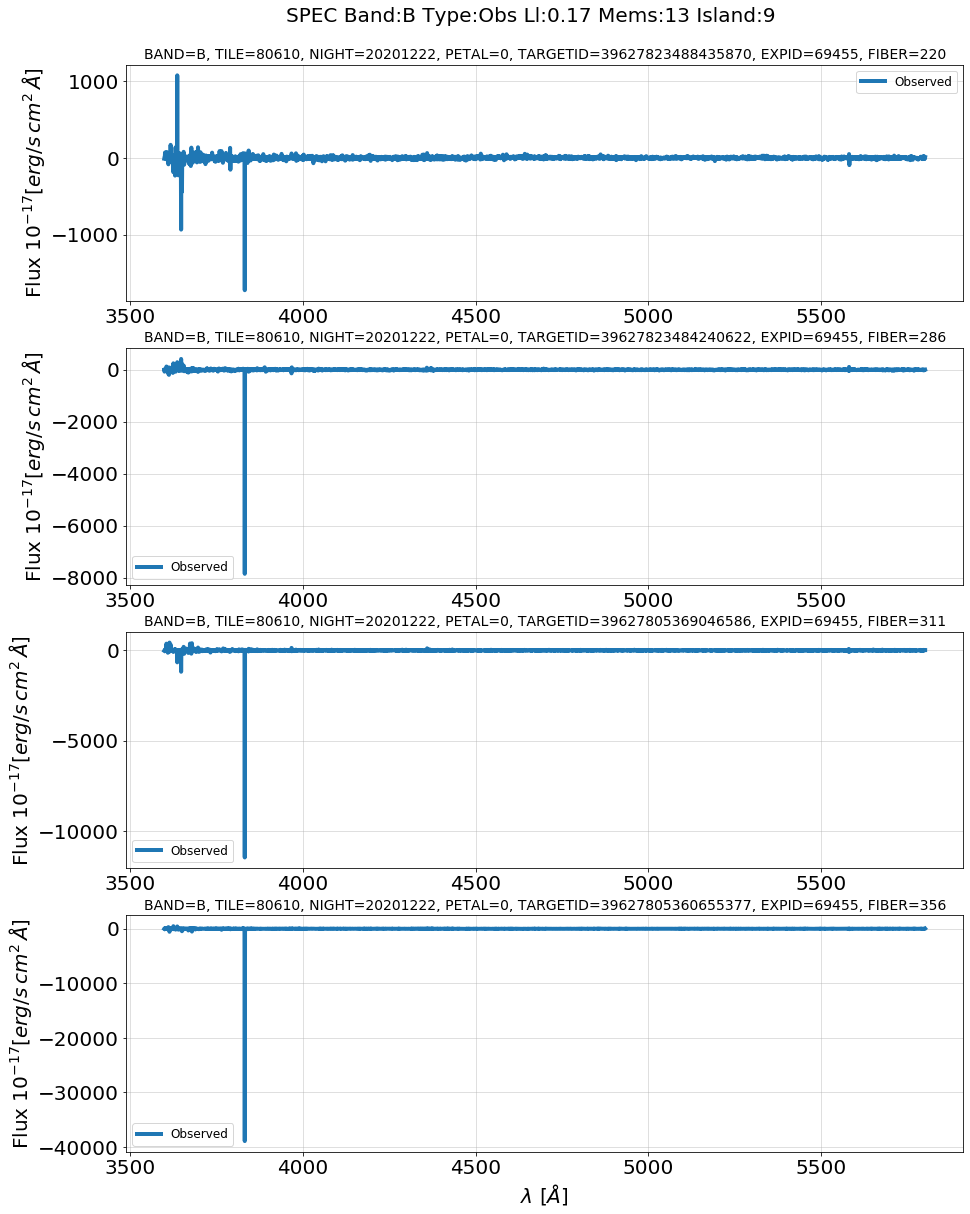 SPEC Band:B Type:Obs Ll:0.17 Mems:13 Island:9
BAND=B, TILE=80610, NIGHT=20201222, PETAL=0, TARGETID=39627823488435870, EXPID=69455, FIBER=220
1000
0
−1000
Flux 10^{-17}[erg/s cm^2 Å]
Observed
3500 4000 4500 5000 5500
BAND=B, TILE=80610, NIGHT=20201222, PETAL=0, TARGETID=39627823484240622, EXPID=69455, FIBER=286
0
−2000
−4000
−6000
−8000
Flux 10^{-17}[erg/s cm^2 Å]
Observed
3500 4000 4500 5000 5500
BAND=B, TILE=80610, NIGHT=20201222, PETAL=0, TARGETID=39627805369046586, EXPID=69455, FIBER=311
0
−5000
−10000
Flux 10^{-17}[erg/s cm^2 Å]
Observed
3500 4000 4500 5000 5500
BAND=B, TILE=80610, NIGHT=20201222, PETAL=0, TARGETID=39627805360655377, EXPID=69455, FIBER=356
0
−10000
−20000
−30000
−40000
Flux 10^{-17}[erg/s cm^2 Å]
Observed
3500 4000 4500 5000 5500
λ [Å]